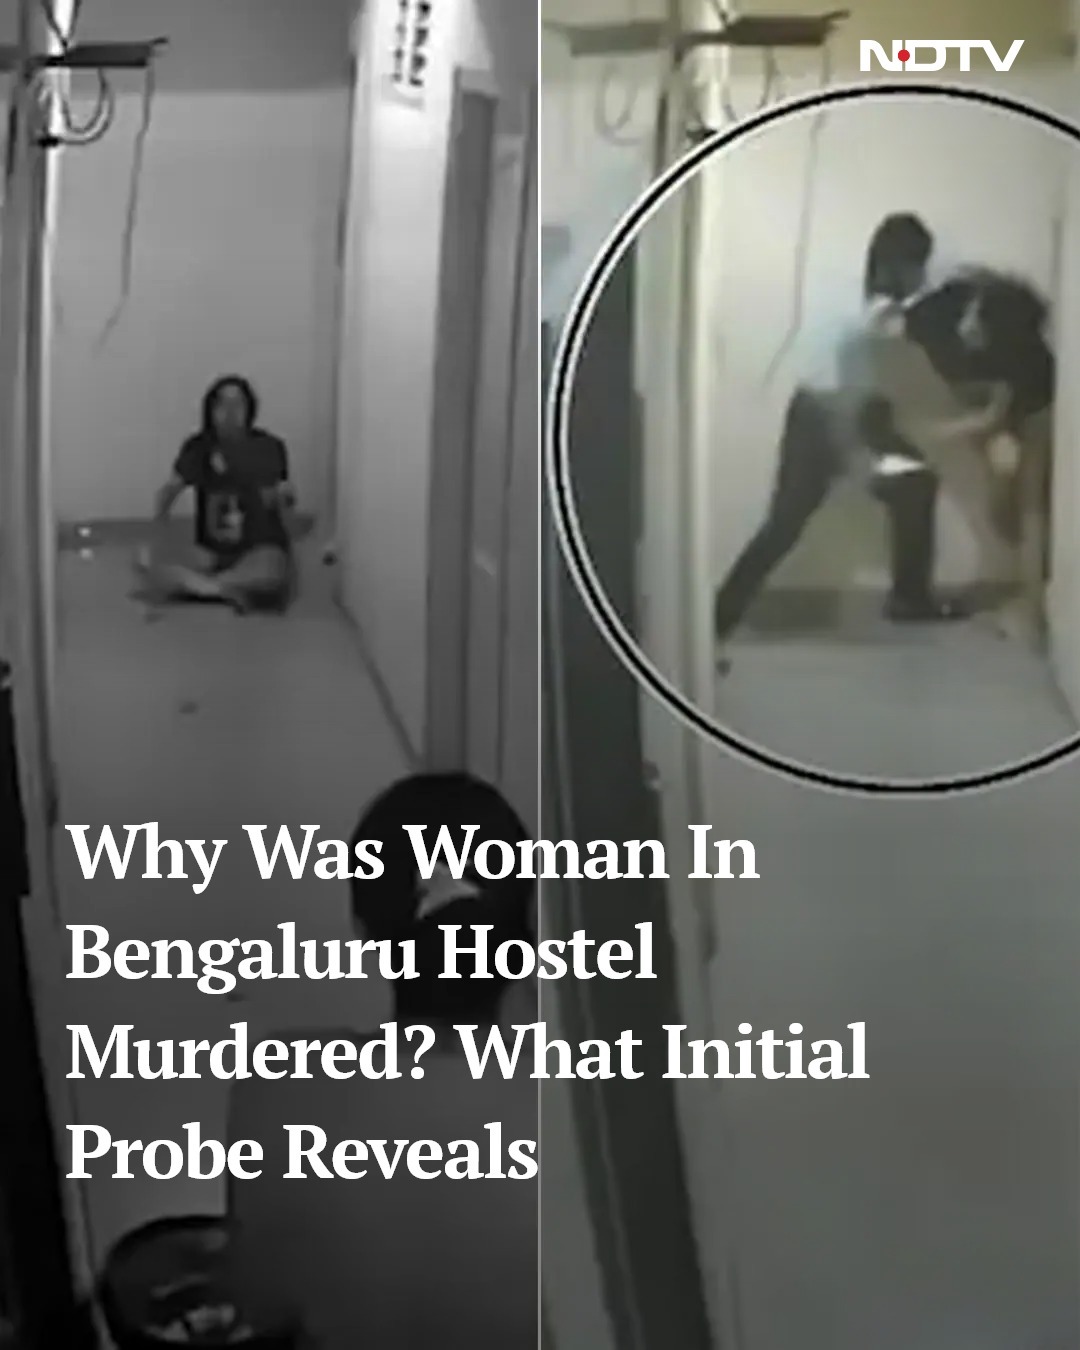 NDTV
Why Was Woman In
Bengaluru Hostel
Murdered? What Initial
Probe Reveals